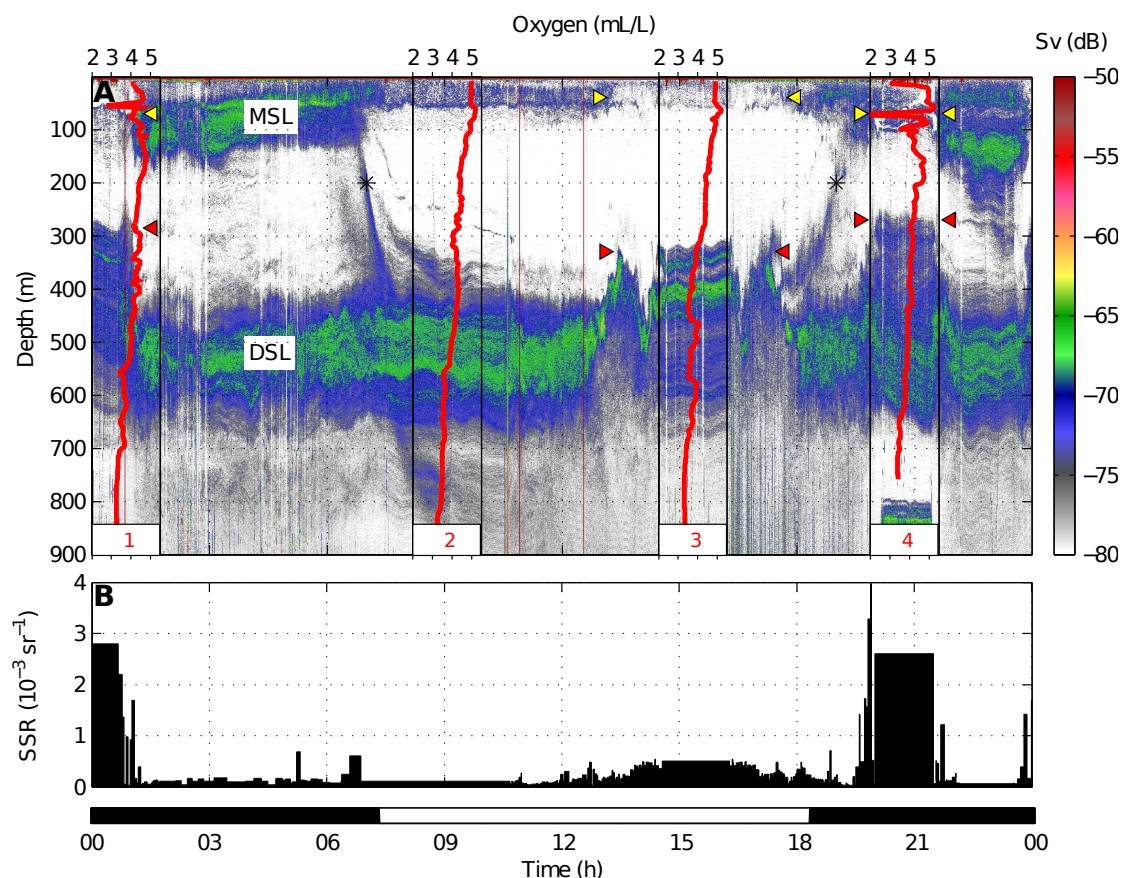 Oxygen (mL/L)
2 3 4 5 2 3 4 5 2 3 4 5 2 3 4 5
Sv (dB)
A
MSL
DSL
100
200
300
400
500
600
700
800
900
Depth (m)
1 2 3 4
−50
−55
−60
−65
−70
−75
−80
B
4
3
2
1
0
SSR (10⁻³ sr⁻¹)
00 03 06 09 12 15 18 21 00
Time (h)